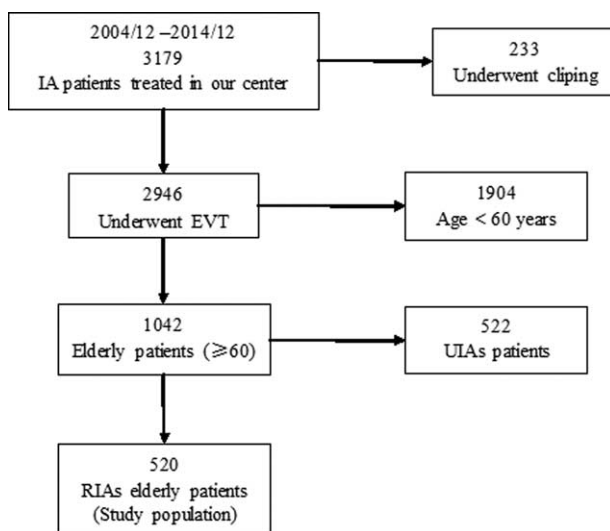 2004/12 –2014/12
3179
IA patients treated in our center
233
Underwent cliping
2946
Underwent EVT
1904
Age < 60 years
1042
Elderly patients (⩾60)
522
UIAs patients
520
RIAs elderly patients
(Study population)